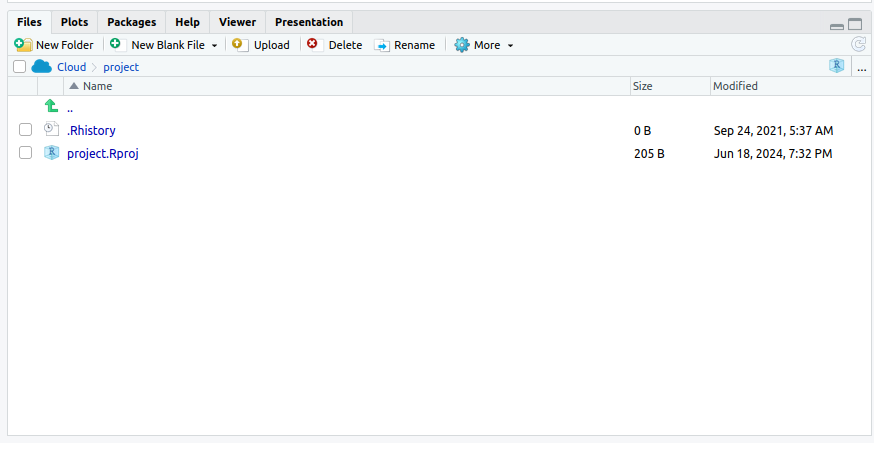 Files Plots Packages Help Viewer Presentation
New Folder New Blank File Upload Delete Rename More
Cloud project R ...
Name Size Modified
..
.Rhistory 0 B Sep 24, 2021, 5:37 AM
R project.Rproj 205 B Jun 18, 2024, 7:32 PM